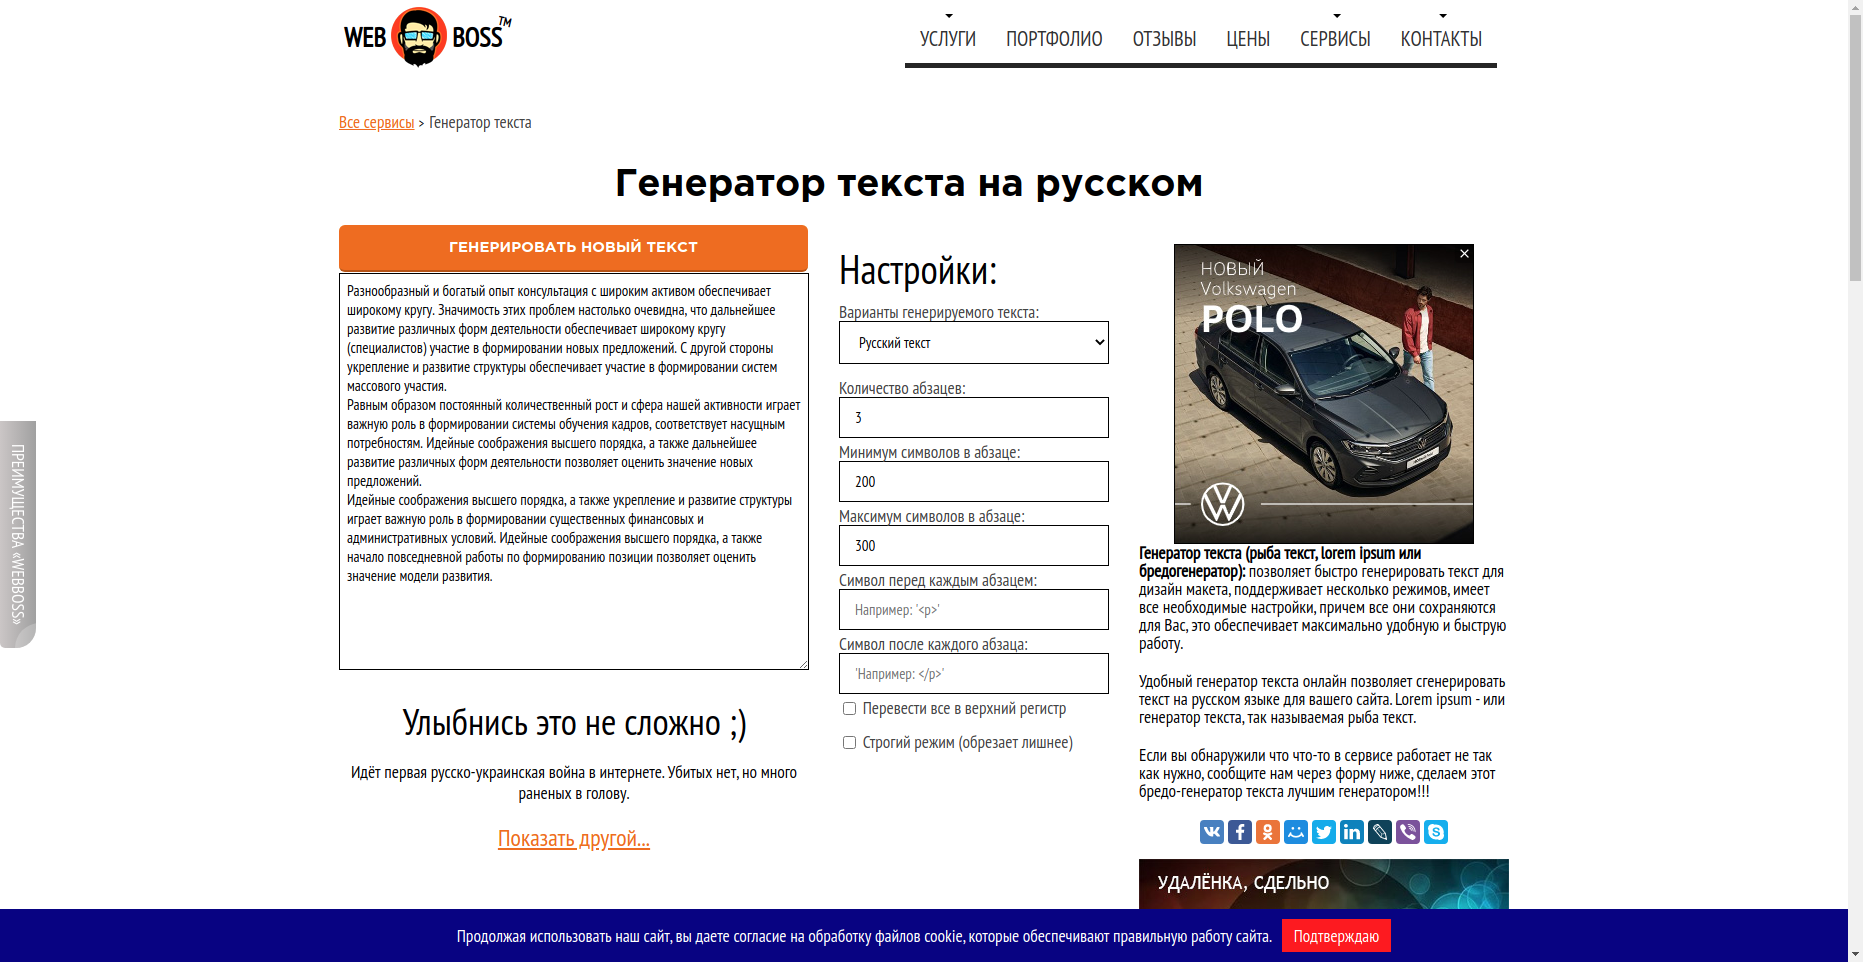 WEB BOSS TM
УСЛУГИ ПОРТФОЛИО ОТЗЫВЫ ЦЕНЫ СЕРВИСЫ КОНТАКТЫ
Все сервисы > Генератор текста
Генератор текста на русском
ГЕНЕРИРОВАТЬ НОВЫЙ ТЕКСТ
Разнообразный и богатый опыт консультация с широким активом обеспечивает
широкому кругу. Значимость этих проблем настолько очевидна, что дальнейшее
развитие различных форм деятельности обеспечивает широкому кругу
(специалистов) участие в формировании новых предложений. С другой стороны
укрепление и развитие структуры обеспечивает участие в формировании систем
массового участия.
Равным образом постоянный количественный рост и сфера нашей активности играет
важную роль в формировании системы обучения кадров, соответствует насущным
потребностям. Идейные соображения высшего порядка, а также дальнейшее
развитие различных форм деятельности позволяет оценить значение новых
предложений.
Идейные соображения высшего порядка, а также укрепление и развитие структуры
играет важную роль в формировании существенных финансовых и
административных условий. Идейные соображения высшего порядка, а также
начало повседневной работы по формированию позиции позволяет оценить
значение модели развития.
Улыбнись это не сложно ;)
Идёт первая русско-украинская война в интернете. Убитых нет, но много
раненых в голову.
Показать другой...
Настройки:
Варианты генерируемого текста:
Русский текст
Количество абзацев:
3
Минимум символов в абзаце:
200
Максимум символов в абзаце:
300
Символ перед каждым абзацем:
Например: '<p>'
Символ после каждого абзаца:
'Например: </p>'
Перевести все в верхний регистр
Строгий режим (обрезает лишнее)
НОВЫЙ
Volkswagen
POLO
Генератор текста (рыба текст, lorem ipsum или
бредогенератор): позволяет быстро генерировать текст для
дизайн макета, поддерживает несколько режимов, имеет
все необходимые настройки, причем все они сохраняются
для Вас, это обеспечивает максимально удобную и быструю
работу.
Удобный генератор текста онлайн позволяет сгенерировать
текст на русском языке для вашего сайта. Lorem ipsum - или
генератор текста, так называемая рыба текст.
Если вы обнаружили что что-то в сервисе работает не так
как нужно, сообщите нам через форму ниже, сделаем этот
бредо-генератор текста лучшим генератором!!!
УДАЛЁНКА, СДЕЛЬНО
ПРЕИМУЩЕСТВА «WEBBOSS»
Продолжая использовать наш сайт, вы даете согласие на обработку файлов cookie, которые обеспечивают правильную работу сайта. Подтверждаю